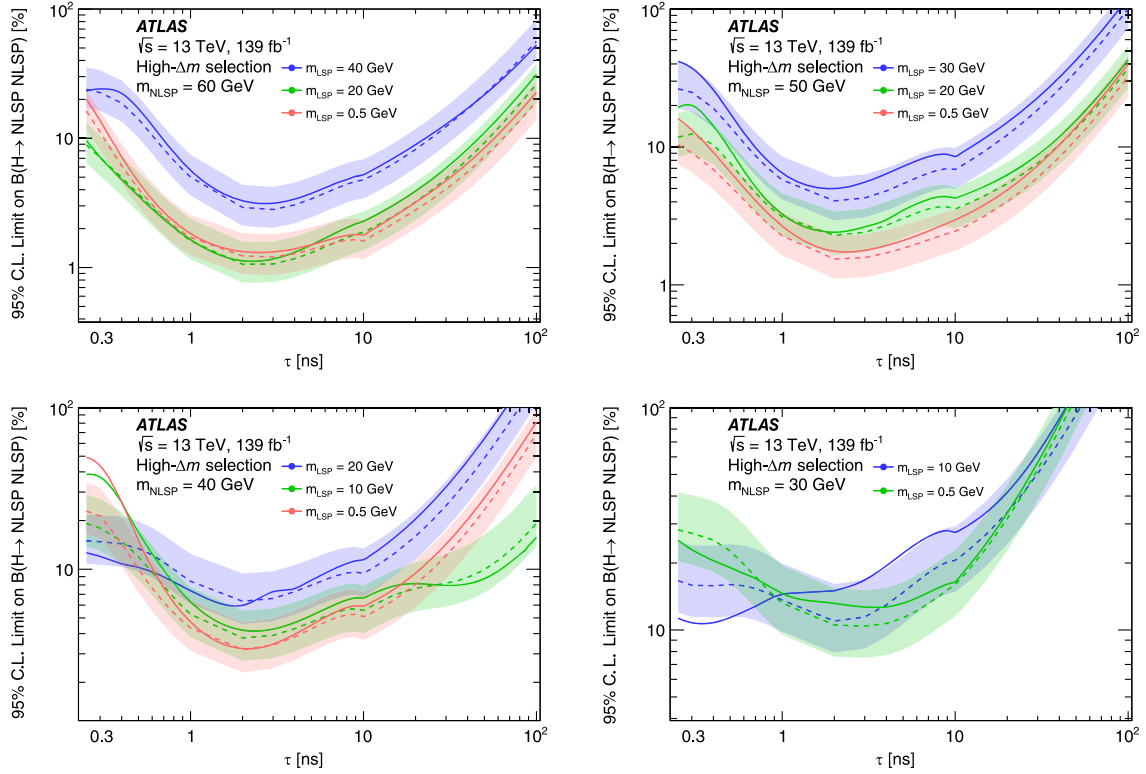 95% C.L. Limit on B(H→ NLSP NLSP) [%]
10²
10
1
ATLAS
√s = 13 TeV, 139 fb⁻¹
High-Δm selection
m_NLSP = 60 GeV
m_LSP = 40 GeV
m_LSP = 20 GeV
m_LSP = 0.5 GeV
0.3 1 10 10²
τ [ns]
95% C.L. Limit on B(H→ NLSP NLSP) [%]
10²
10
1
ATLAS
√s = 13 TeV, 139 fb⁻¹
High-Δm selection
m_NLSP = 50 GeV
m_LSP = 30 GeV
m_LSP = 20 GeV
m_LSP = 0.5 GeV
0.3 1 10 10²
τ [ns]
95% C.L. Limit on B(H→ NLSP NLSP) [%]
10²
10
ATLAS
√s = 13 TeV, 139 fb⁻¹
High-Δm selection
m_NLSP = 40 GeV
m_LSP = 20 GeV
m_LSP = 10 GeV
m_LSP = 0.5 GeV
0.3 1 10 10²
τ [ns]
95% C.L. Limit on B(H→ NLSP NLSP) [%]
10²
10
ATLAS
√s = 13 TeV, 139 fb⁻¹
High-Δm selection
m_NLSP = 30 GeV
m_LSP = 10 GeV
m_LSP = 0.5 GeV
0.3 1 10 10²
τ [ns]